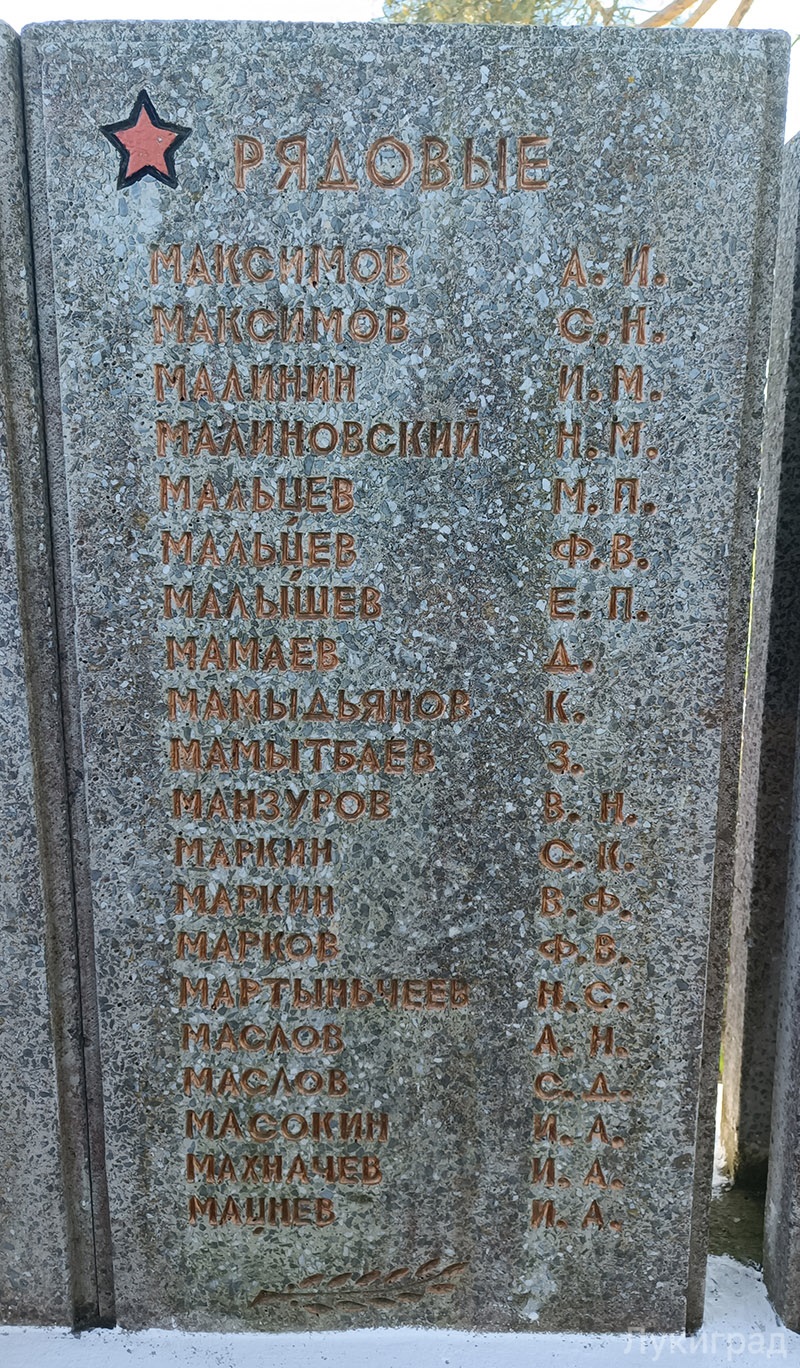 РЯДОВЫЕ
МАКСИМОВ А. И.
МАКСИМОВ С. Н.
МАЛИНИН И. М.
МАЛИНОВСКИЙ Н. М.
МАЛЬЦЕВ М. П.
МАЛЬЦЕВ Ф. В.
МАЛЫШЕВ Е. П.
МАМАЕВ Д.
МАМЫДЬЯНОВ К.
МАМЫТБАЕВ З.
МАНЗУРОВ В. Н.
МАРКИН С. К.
МАРКИН В. Ф.
МАРКОВ Ф. В.
МАРТЫНЬЧЕЕВ Н. С.
МАСЛОВ А. Н.
МАСЛОВ С. Д.
МАСОКИН И. А.
МАХНАЧЕВ И. А.
МАЦНЕВ И. А.
Лукиград